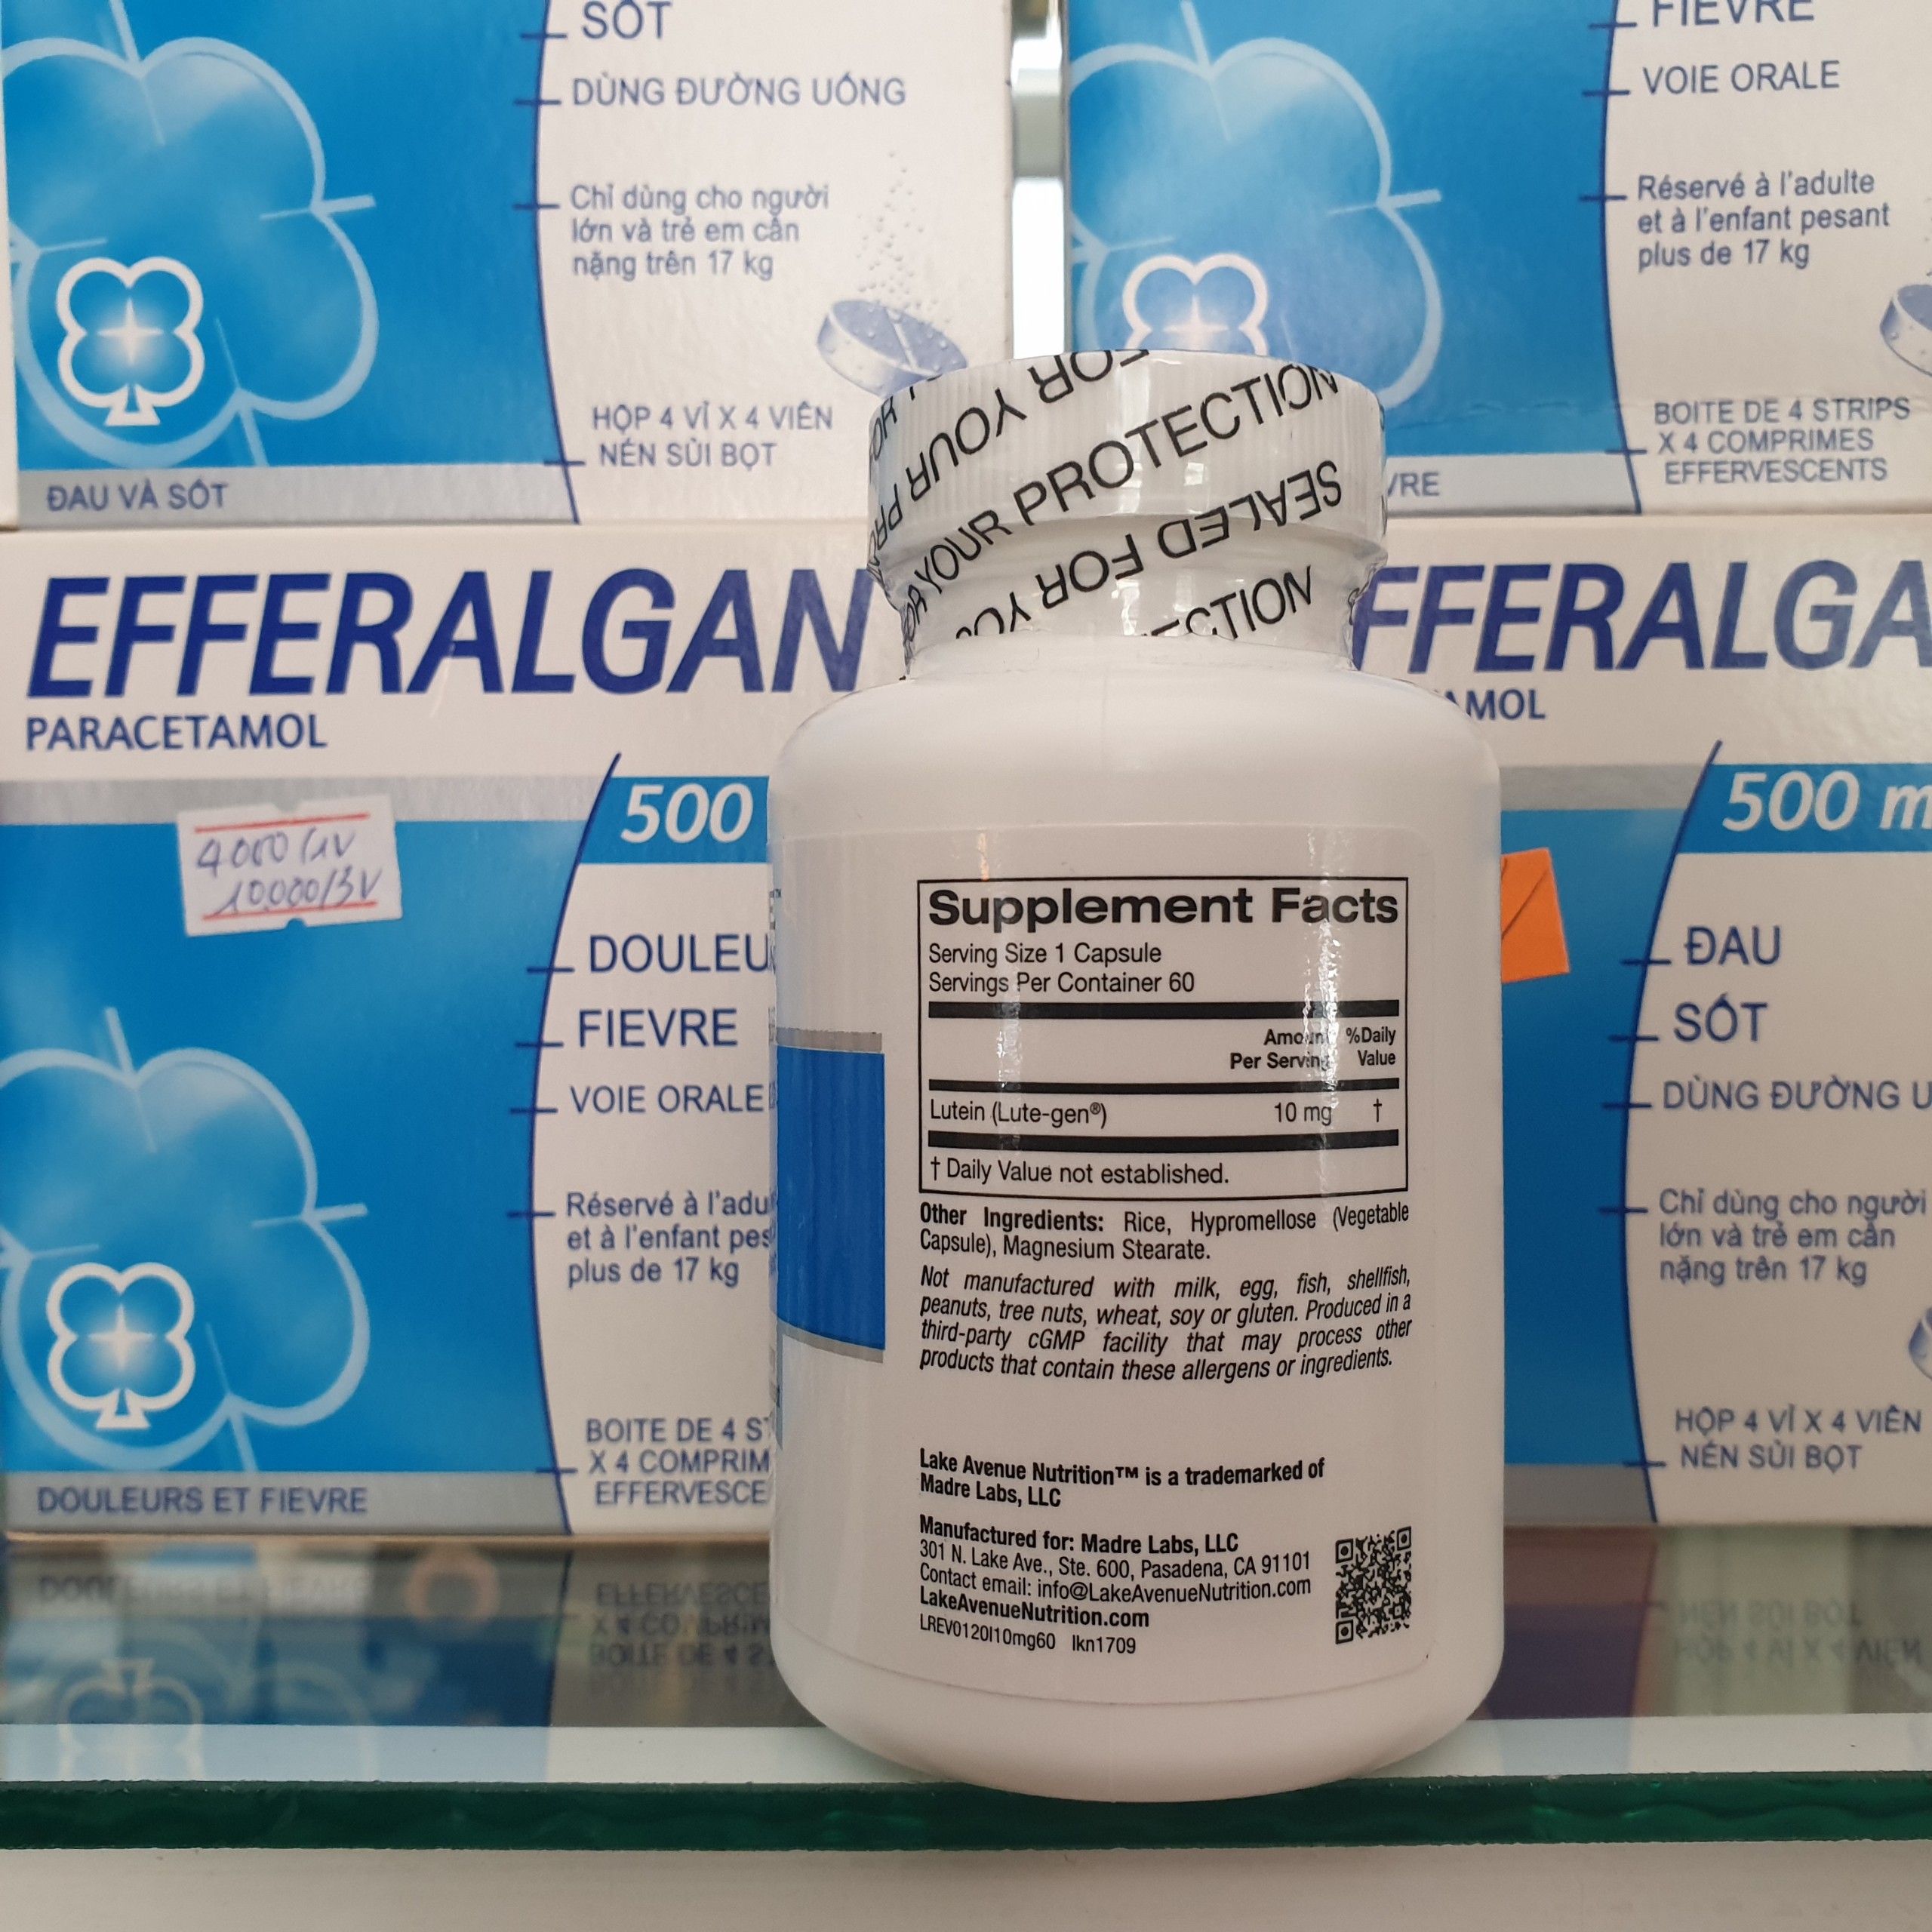 SỐT
DÙNG ĐƯỜNG UỐNG
Chỉ dùng cho người
lớn và trẻ em cân
nặng trên 17 kg
HỘP 4 VỈ X 4 VIÊN
NÉN SỦI BỌT
ĐAU VÀ SỐT
FIEVRE
VOIE ORALE
Réservé à l'adulte
et à l'enfant pesant
plus de 17 kg
BOITE DE 4 STRIPS
X 4 COMPRIMES
EFFERVESCENTS
VRE
EFFERALGAN
PARACETAMOL
500
4000/1V
10.000/3V
DOULEU
FIEVRE
VOIE ORALE
Réservé à l'adu
et à l'enfant pes
plus de 17 kg
BOITE DE 4 ST
X 4 COMPRIM
EFFERVESCE
DOULEURS ET FIEVRE
FOR YOUR
YOUR PROTECTION
SEALED FOR YOU
CTION
Supplement Facts
Serving Size 1 Capsule
Servings Per Container 60
Amount %Daily
Per Serving Value
Lutein (Lute-gen®) 10 mg †
† Daily Value not established.
Other Ingredients: Rice, Hypromellose (Vegetable
Capsule), Magnesium Stearate.
Not manufactured with milk, egg, fish, shellfish,
peanuts, tree nuts, wheat, soy or gluten. Produced in a
third-party cGMP facility that may process other
products that contain these allergens or ingredients.
Lake Avenue Nutrition™ is a trademarked of
Madre Labs, LLC
Manufactured for: Madre Labs, LLC
301 N. Lake Ave., Ste. 600, Pasadena, CA 91101
Contact email: info@LakeAvenueNutrition.com
LakeAvenueNutrition.com
LREV0120I10mg60 lkn1709
FFERALGA
AMOL
500 m
ĐAU
SỐT
DÙNG ĐƯỜNG U
Chỉ dùng cho người
lớn và trẻ em cân
nặng trên 17 kg
HỘP 4 VỈ X 4 VIÊN
NÉN SỦI BỌT